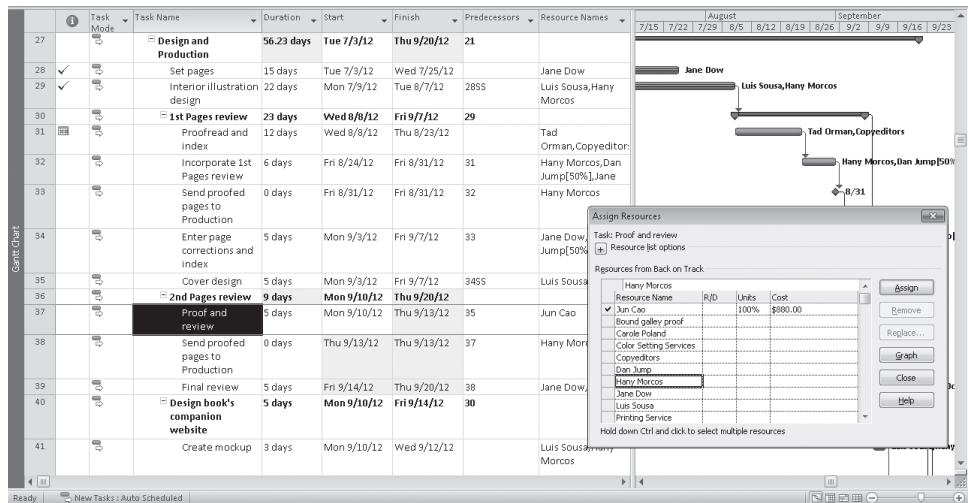 Task Mode Task Name Duration Start Finish Predecessors Resource Names
August September
7/15 7/22 7/29 8/5 8/12 8/19 8/26 9/2 9/9 9/16 9/23
27 Design and Production 56.23 days Tue 7/3/12 Thu 9/20/12 21
28 Set pages 15 days Tue 7/3/12 Wed 7/25/12 Jane Dow
Jane Dow
29 Interior illustration design 22 days Mon 7/9/12 Tue 8/7/12 28SS Luis Sousa,Hany Morcos
Luis Sousa,Hany Morcos
30 1st Pages review 23 days Wed 8/8/12 Fri 9/7/12 29
31 Proofread and index 12 days Wed 8/8/12 Thu 8/23/12 Tad Orman,Copyeditors
Tad Orman,Copyeditors
32 Incorporate 1st Pages review 6 days Fri 8/24/12 Fri 8/31/12 31 Hany Morcos,Dan Jump[50%],Jane
Hany Morcos,Dan Jump[50%
33 Send proofed pages to Production 0 days Fri 8/31/12 Fri 8/31/12 32 Hany Morcos
8/31
34 Enter page corrections and index 5 days Mon 9/3/12 Fri 9/7/12 33 Jane Dow, Jump[50%
35 Cover design 5 days Mon 9/3/12 Fri 9/7/12 34SS Luis Sousa
36 2nd Pages review 9 days Mon 9/10/12 Thu 9/20/12
37 Proof and review 5 days Mon 9/10/12 Thu 9/13/12 35 Jun Cao
38 Send proofed pages to Production 0 days Thu 9/13/12 Thu 9/13/12 37 Hany Mor
39 Final review 5 days Fri 9/14/12 Thu 9/20/12 38 Jane Dow,
40 Design book's companion website 5 days Mon 9/10/12 Fri 9/14/12 30
41 Create mockup 3 days Mon 9/10/12 Wed 9/12/12 Luis Sousa,Hany Morcos
Gantt Chart
Assign Resources
Task: Proof and review
+ Resource list options
Resources from Back on Track
Hany Morcos
Resource Name R/D Units Cost
Jun Cao 100% $880.00
Bound galley proof
Carole Poland
Color Setting Services
Copyeditors
Dan Jump
Hany Morcos
Jane Dow
Luis Sousa
Printing Service
Assign
Remove
Replace...
Graph
Close
Help
Hold down Ctrl and click to select multiple resources
Ready New Tasks : Auto Scheduled